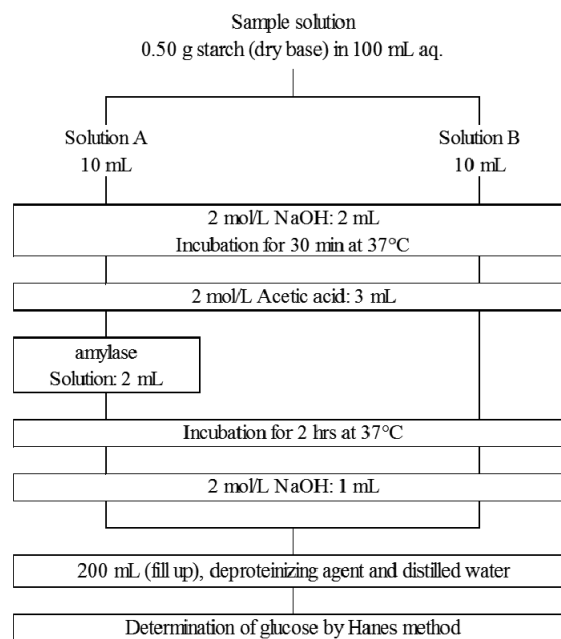 Sample solution
0.50 g starch (dry base) in 100 mL aq.
Solution A
10 mL
Solution B
10 mL
2 mol/L NaOH: 2 mL
Incubation for 30 min at 37°C
2 mol/L Acetic acid: 3 mL
amylase
Solution: 2 mL
Incubation for 2 hrs at 37°C
2 mol/L NaOH: 1 mL
200 mL (fill up), deproteinizing agent and distilled water
Determination of glucose by Hanes method